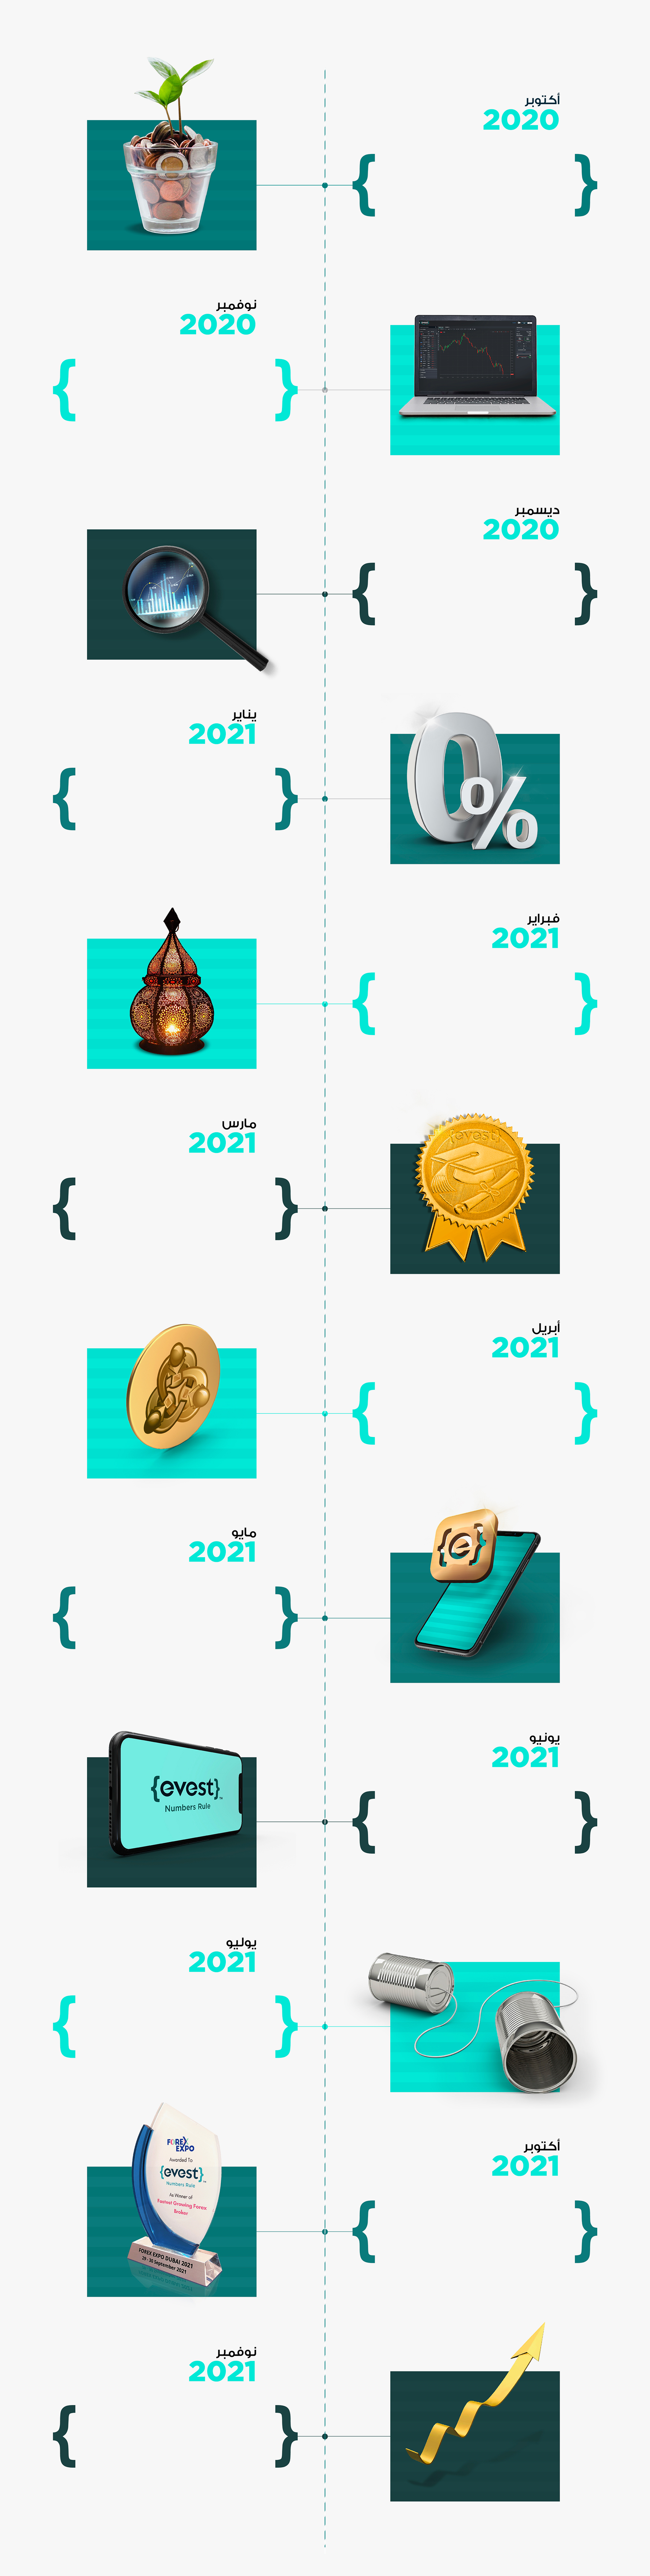 أكتوبر
2020
نوفمبر
2020
ديسمبر
2020
يناير
2021
0%
فبراير
2021
مارس
2021
{evest}
أبريل
2021
مايو
2021
{e}
يونيو
2021
{evest}™
Numbers Rule
يوليو
2021
أكتوبر
2021
FOREX
EXPO
Awarded To
{evest}™
Numbers Rule
As Winner of
Fastest Growing Forex
Broker
FOREX EXPO DUBAI 2021
29 - 30 September 2021
نوفمبر
2021